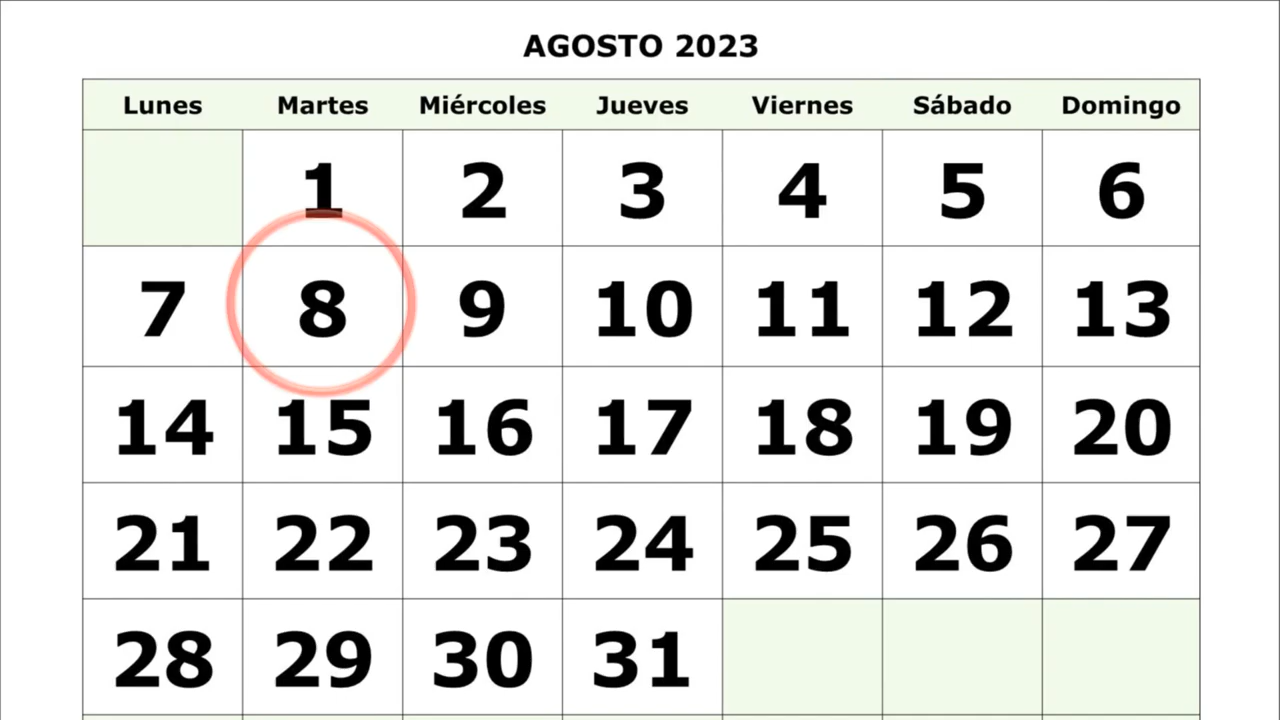 AGOSTO 2023
Lunes Martes Miércoles Jueves Viernes Sábado Domingo
1 2 3 4 5 6
7 8 9 10 11 12 13
14 15 16 17 18 19 20
21 22 23 24 25 26 27
28 29 30 31